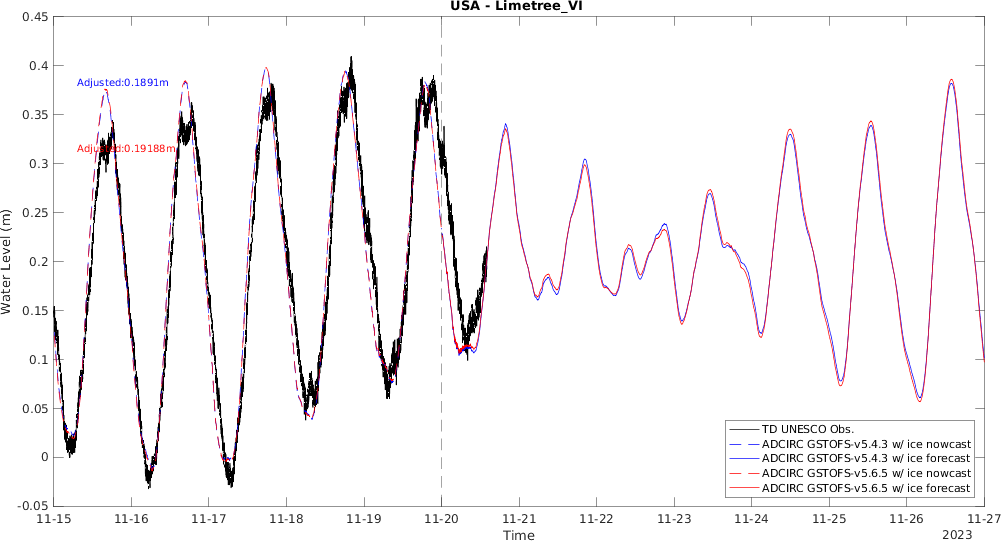 USA - Limetree_VI
0.45
0.4
0.35
0.3
0.25
0.2
0.15
0.1
0.05
0
-0.05
Water Level (m)
Adjusted:0.1891m
Adjusted:0.19188m
TD UNESCO Obs.
ADCIRC GSTOFS-v5.4.3 w/ ice nowcast
ADCIRC GSTOFS-v5.4.3 w/ ice forecast
ADCIRC GSTOFS-v5.6.5 w/ ice nowcast
ADCIRC GSTOFS-v5.6.5 w/ ice forecast
11-15 11-16 11-17 11-18 11-19 11-20 11-21 11-22 11-23 11-24 11-25 11-26 11-27
Time
2023